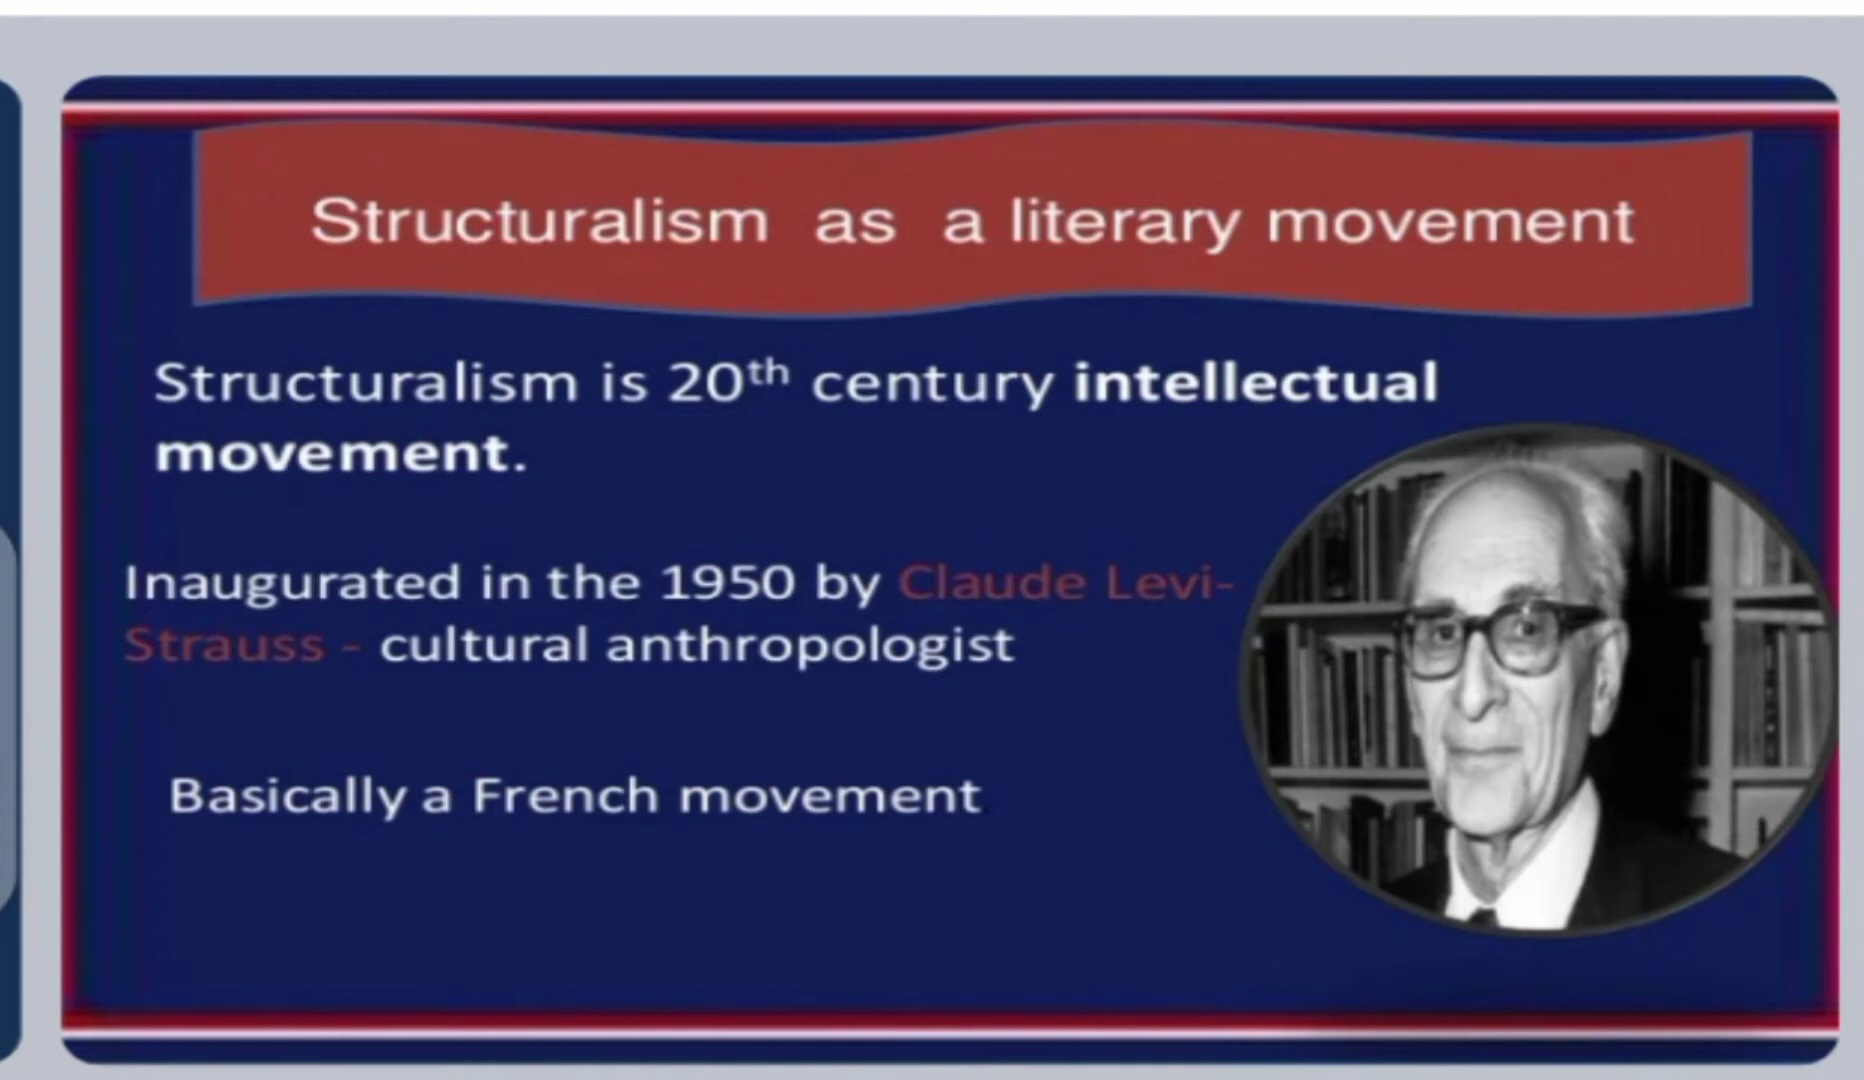 Structuralism as a literary movement
Structuralism is 20th century intellectual
movement.
Inaugurated in the 1950 by Claude Levi-
Strauss - cultural anthropologist
Basically a French movement